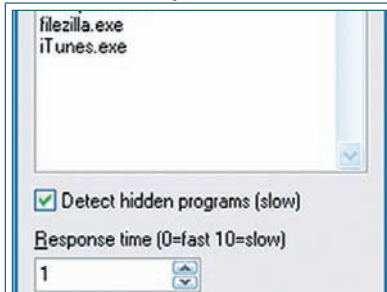 filezilla.exe
iTunes.exe
Detect hidden programs (slow)
Response time (0=fast 10=slow)
1